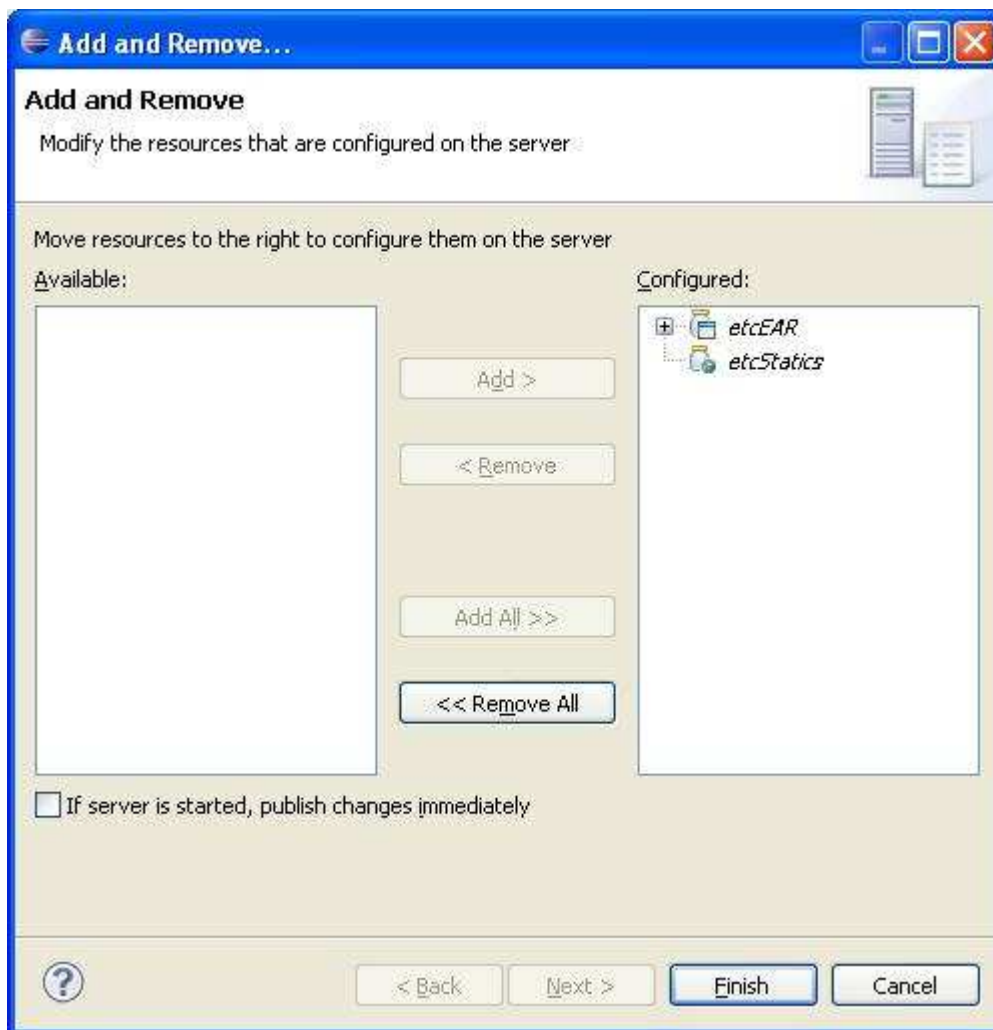 Add and Remove...
Add and Remove
Modify the resources that are configured on the server
Move resources to the right to configure them on the server
Available:
Configured:
etcEAR
etcStatics
Add >
< Remove
Add All >>
<< Remove All
If server is started, publish changes immediately
?
< Back
Next >
Finish
Cancel